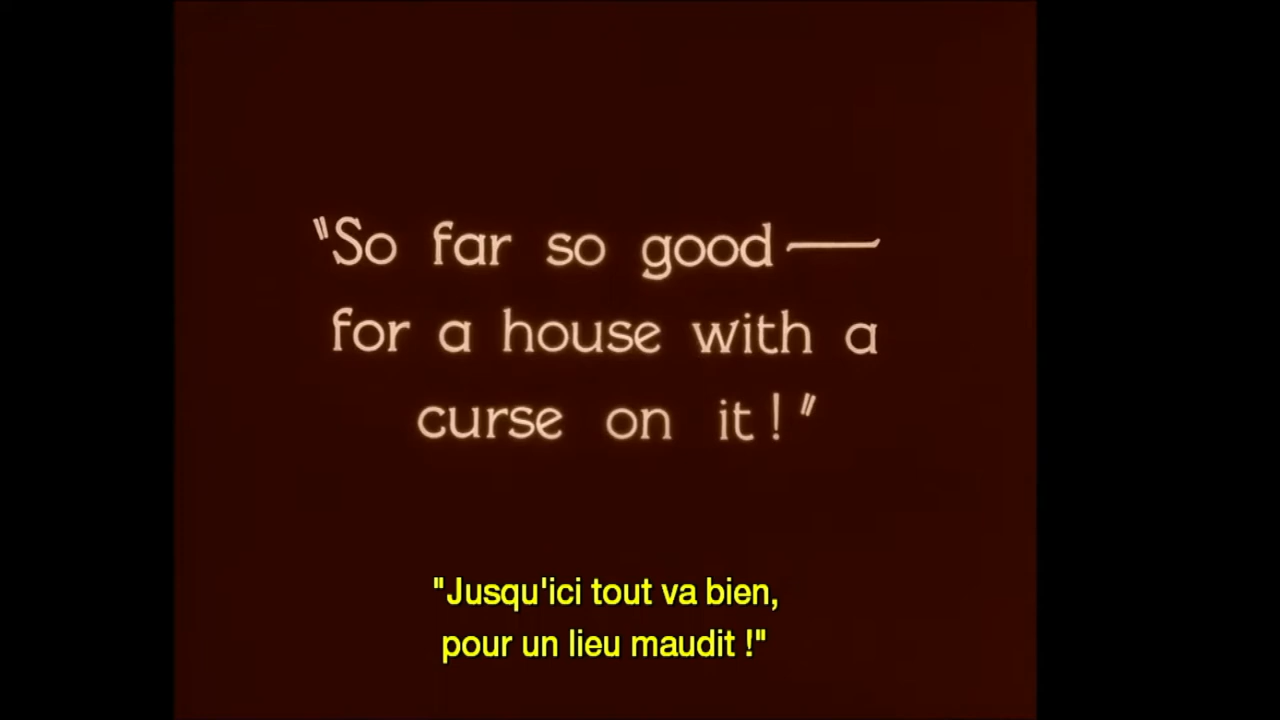 "So far so good—
for a house with a
curse on it!"
"Jusqu'ici tout va bien,
pour un lieu maudit !"